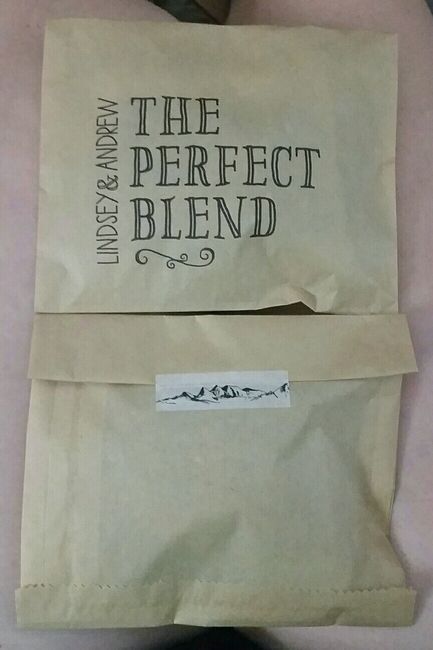 LINDSEY & ANDREW
THE
PERFECT
BLEND